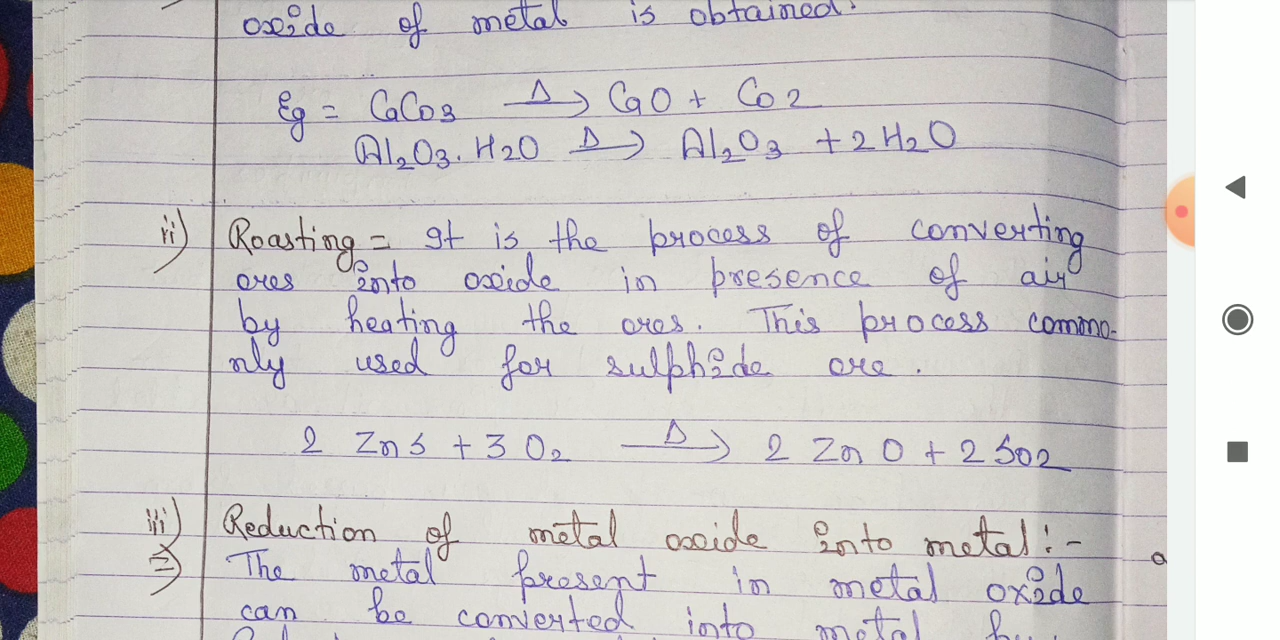 oxide of metal is obtained.
Eg = CaCo3 Δ→ CaO + Co2
Al2O3.H2O Δ→ Al2O3 + 2H2O
ii) Roasting = It is the process of converting
ores into oxide in presence of air
by heating the ores. This process commo-
nly used for sulphide ore.
2 ZnS + 3 O2 Δ→ 2 ZnO + 2 SO2
iii) Reduction of metal oxide into metal :-
⇒ The metal present in metal oxide
can be converted into metal by